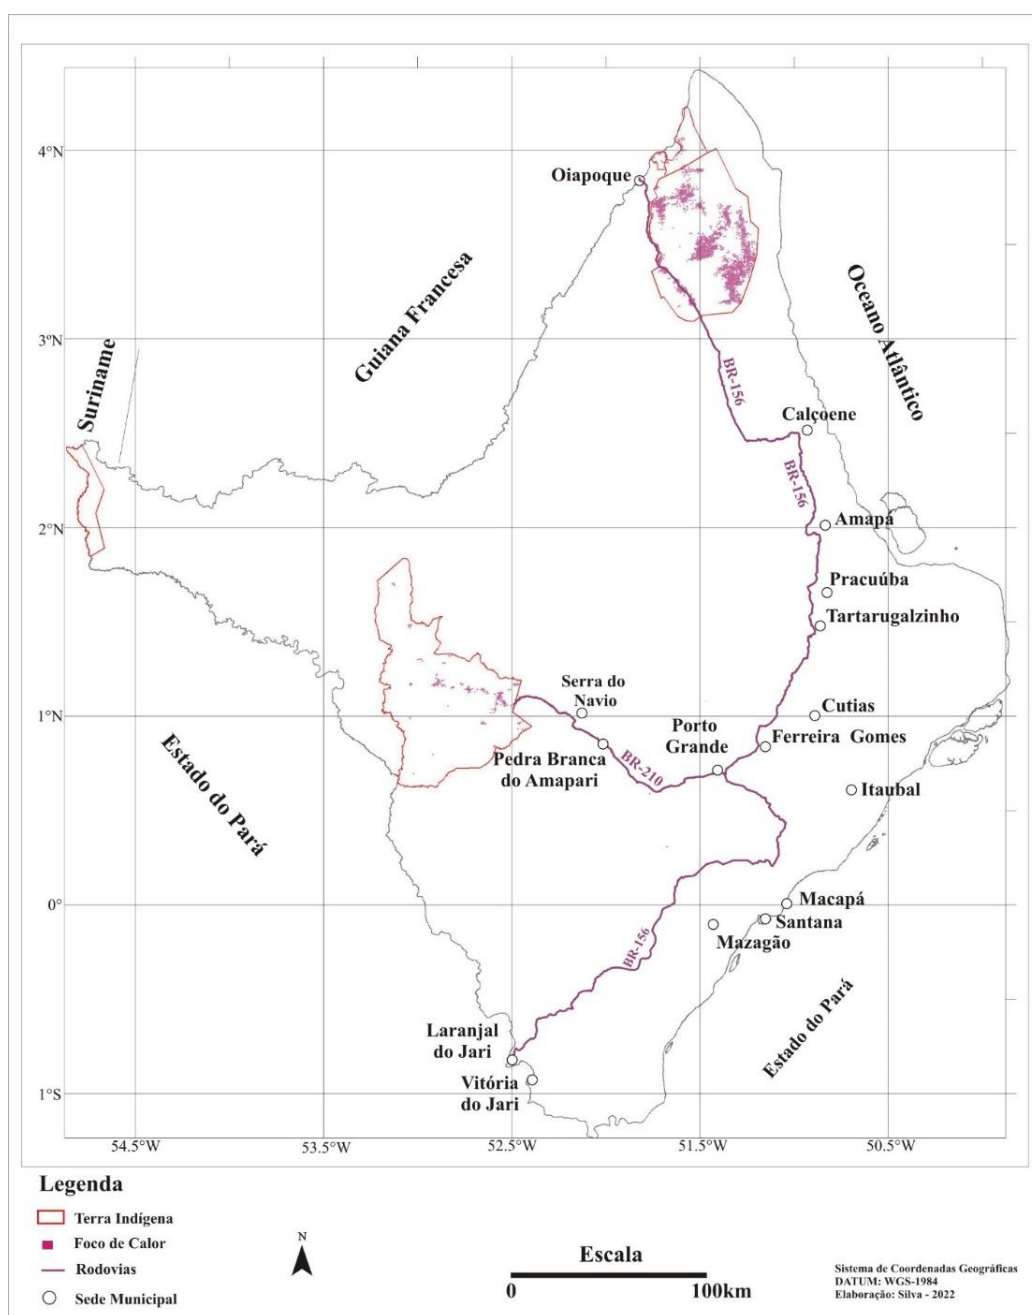 4°N
Oiapoque
Guiana Francesa
Oceano Atlântico
3°N
Suriname
BR-156
Calçoene
BR-156
2°N
Amapá
Pracuúba
Tartarugalzinho
Serra do
Navio
1°N
Cutias
Porto
Grande
Ferreira Gomes
Pedra Branca
do Amapari
BR-210
Itaubal
Estado do Pará
0°
Macapá
Santana
Mazagão
BR-156
Estado do Pará
Laranjal
do Jari
Vitória
do Jari
1°S
54.5°W 53.5°W 52.5°W 51.5°W 50.5°W
Legenda
Terra Indígena
Foco de Calor
Rodovias
Sede Municipal
N
Escala
0 100km
Sistema de Coordenadas Geográficas
DATUM: WGS-1984
Elaboração: Silva - 2022